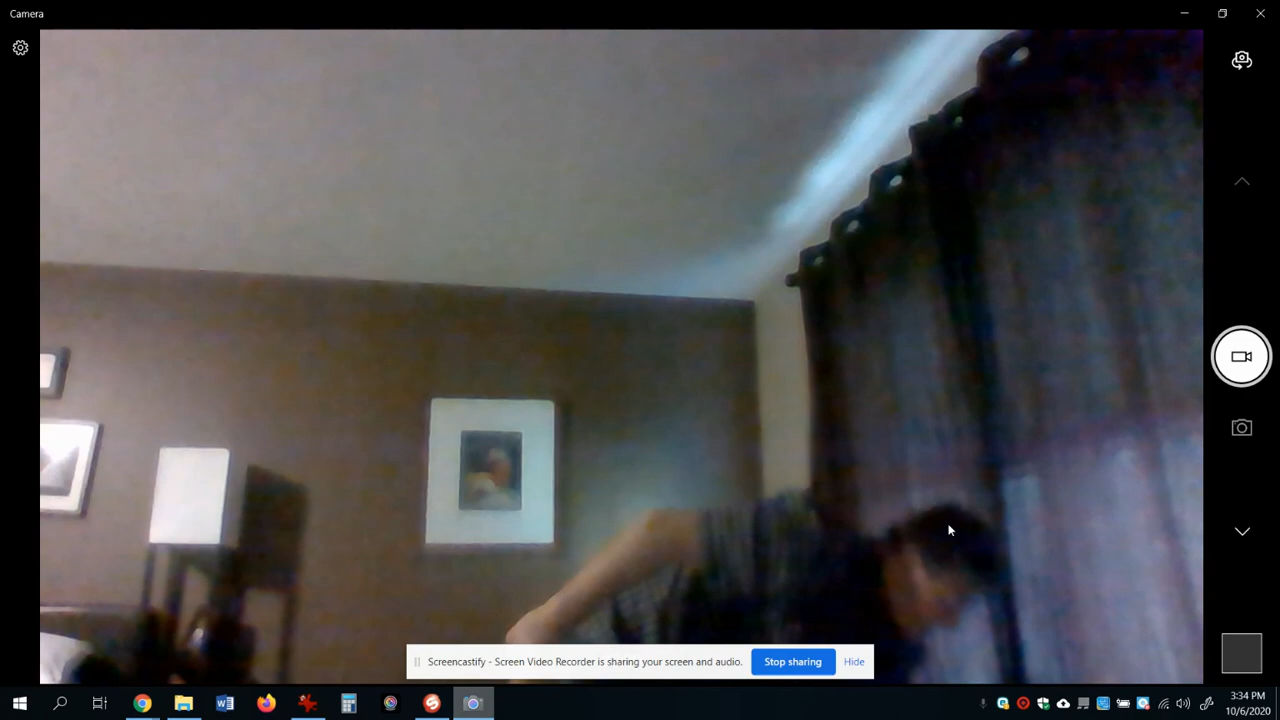 Camera
Screencastify - Screen Video Recorder is sharing your screen and audio.
Stop sharing
Hide
3:34 PM
10/6/2020